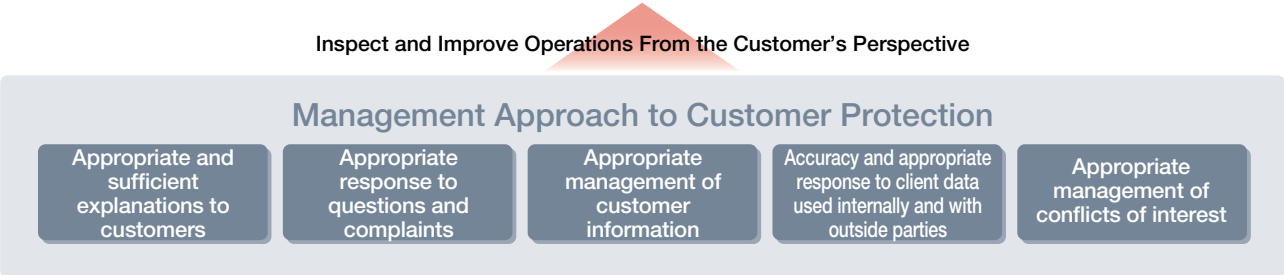 Inspect and Improve Operations From the Customer's Perspective
Management Approach to Customer Protection
Appropriate and
sufficient
explanations to
customers
Appropriate
response to
questions and
complaints
Appropriate
management of
customer
information
Accuracy and appropriate
response to client data
used internally and with
outside parties
Appropriate
management of
conflicts of interest